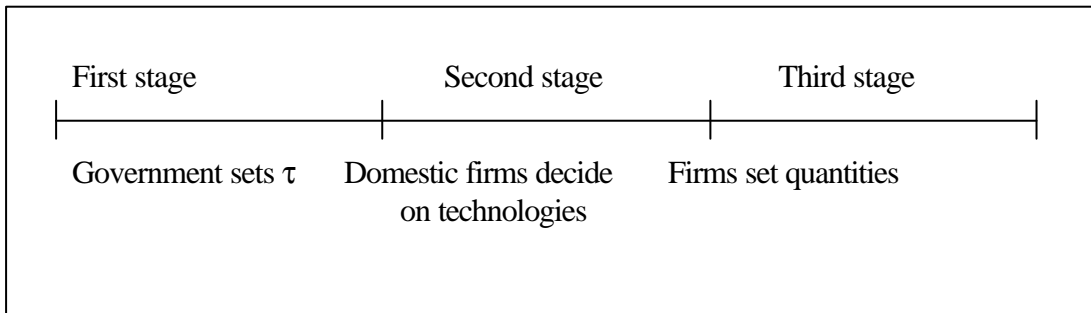 First stage
Second stage
Third stage
Government sets τ
Domestic firms decide
on technologies
Firms set quantities